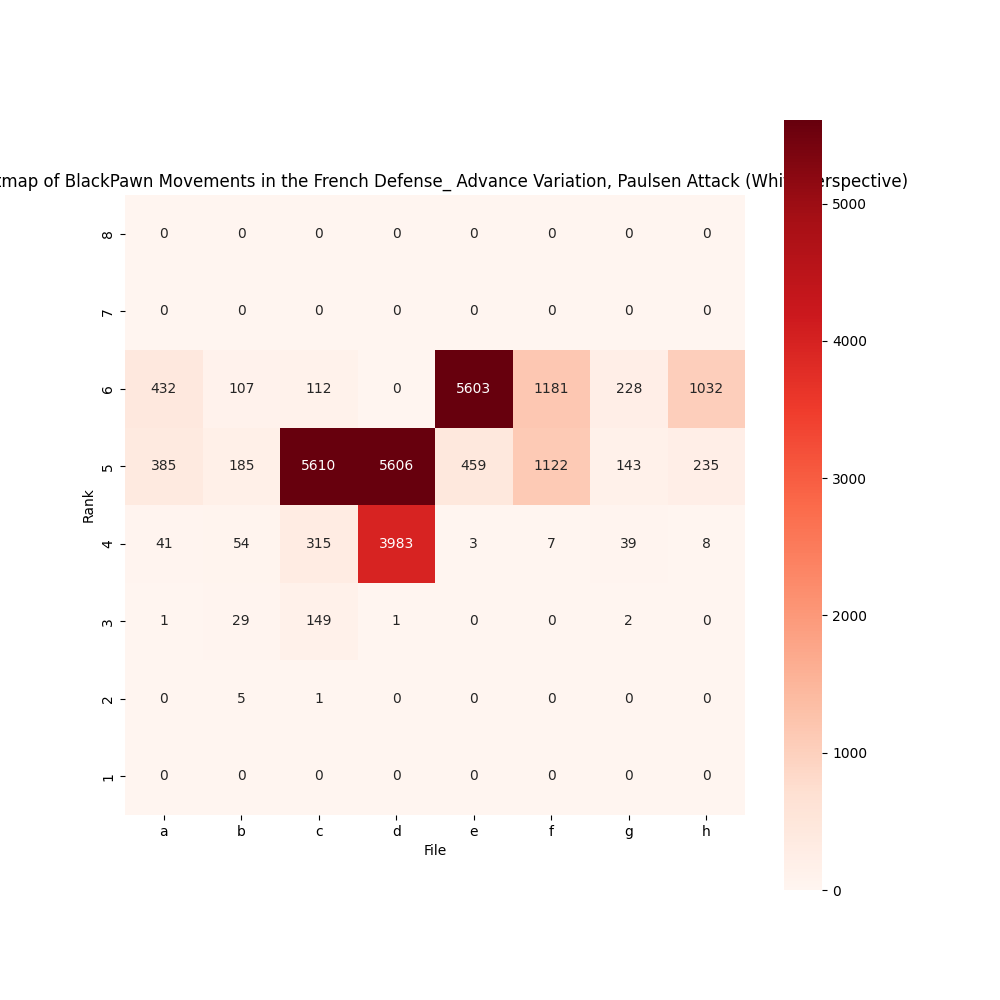 tmap of BlackPawn Movements in the French Defense_ Advance Variation, Paulsen Attack (Whi erspective)
8 0 0 0 0 0 0 0 0
5000
7 0 0 0 0 0 0 0 0
4000
6 432 107 112 0 5603 1181 228 1032
5 385 185 5610 5606 459 1122 143 235
3000
Rank
4 41 54 315 3983 3 7 39 8
2000
3 1 29 149 1 0 0 2 0
2 0 5 1 0 0 0 0 0
1000
1 0 0 0 0 0 0 0 0
a b c d e f g h
File
0